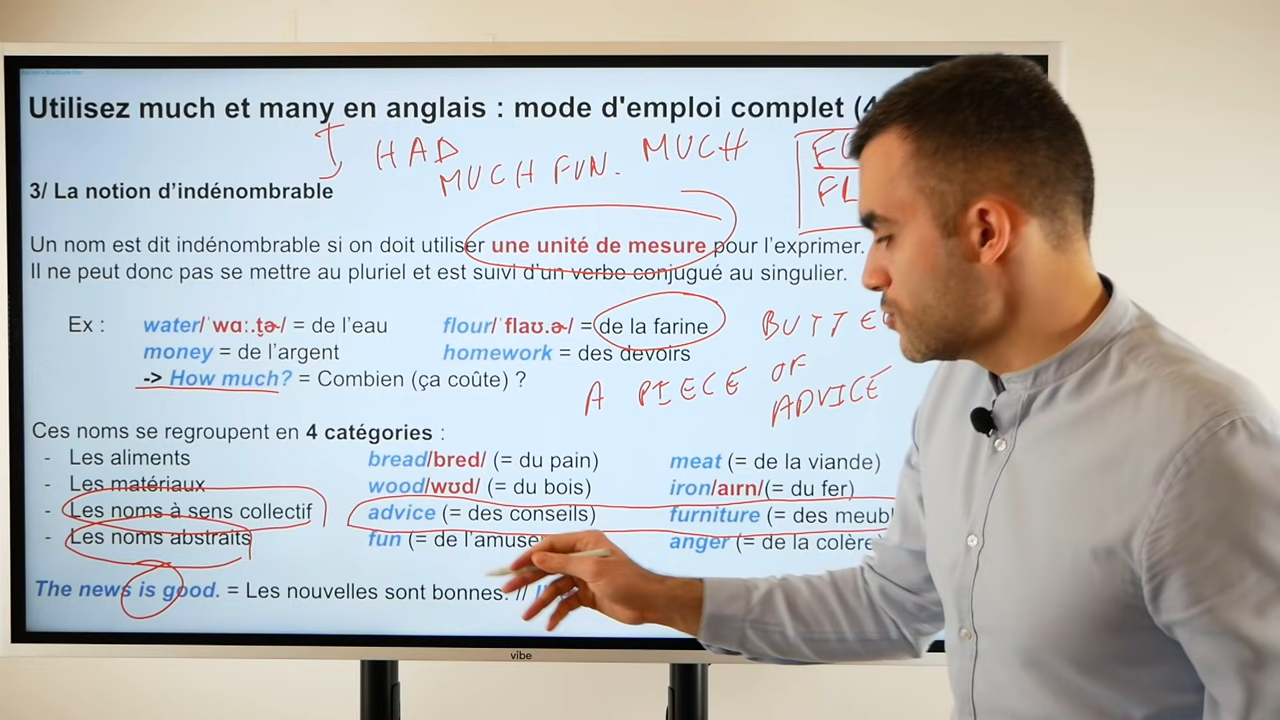 Utilisez much et many en anglais : mode d'emploi complet (4
I HAD MUCH FUN. MUCH
FL
3/ La notion d'indénombrable
Un nom est dit indénombrable si on doit utiliser une unité de mesure pour l'exprimer.
Il ne peut donc pas se mettre au pluriel et est suivi d'un verbe conjugué au singulier.
Ex : water/ˈwɑː.t̬ɚ/ = de l'eau flour/ˈflaʊ.ɚ/ = de la farine
BUTTE
money = de l'argent homework = des devoirs
-> How much? = Combien (ça coûte) ?
A PIECE OF ADVICE
Ces noms se regroupent en 4 catégories :
- Les aliments bread/bred/ (= du pain) meat (= de la viande)
- Les matériaux wood/wʊd/ (= du bois) iron/aɪrn/(= du fer)
- Les noms à sens collectif advice (= des conseils) furniture (= des meubl
- Les noms abstraits fun (= de l'amuse anger (= de la colère
The news is good. = Les nouvelles sont bonnes. //
vibe